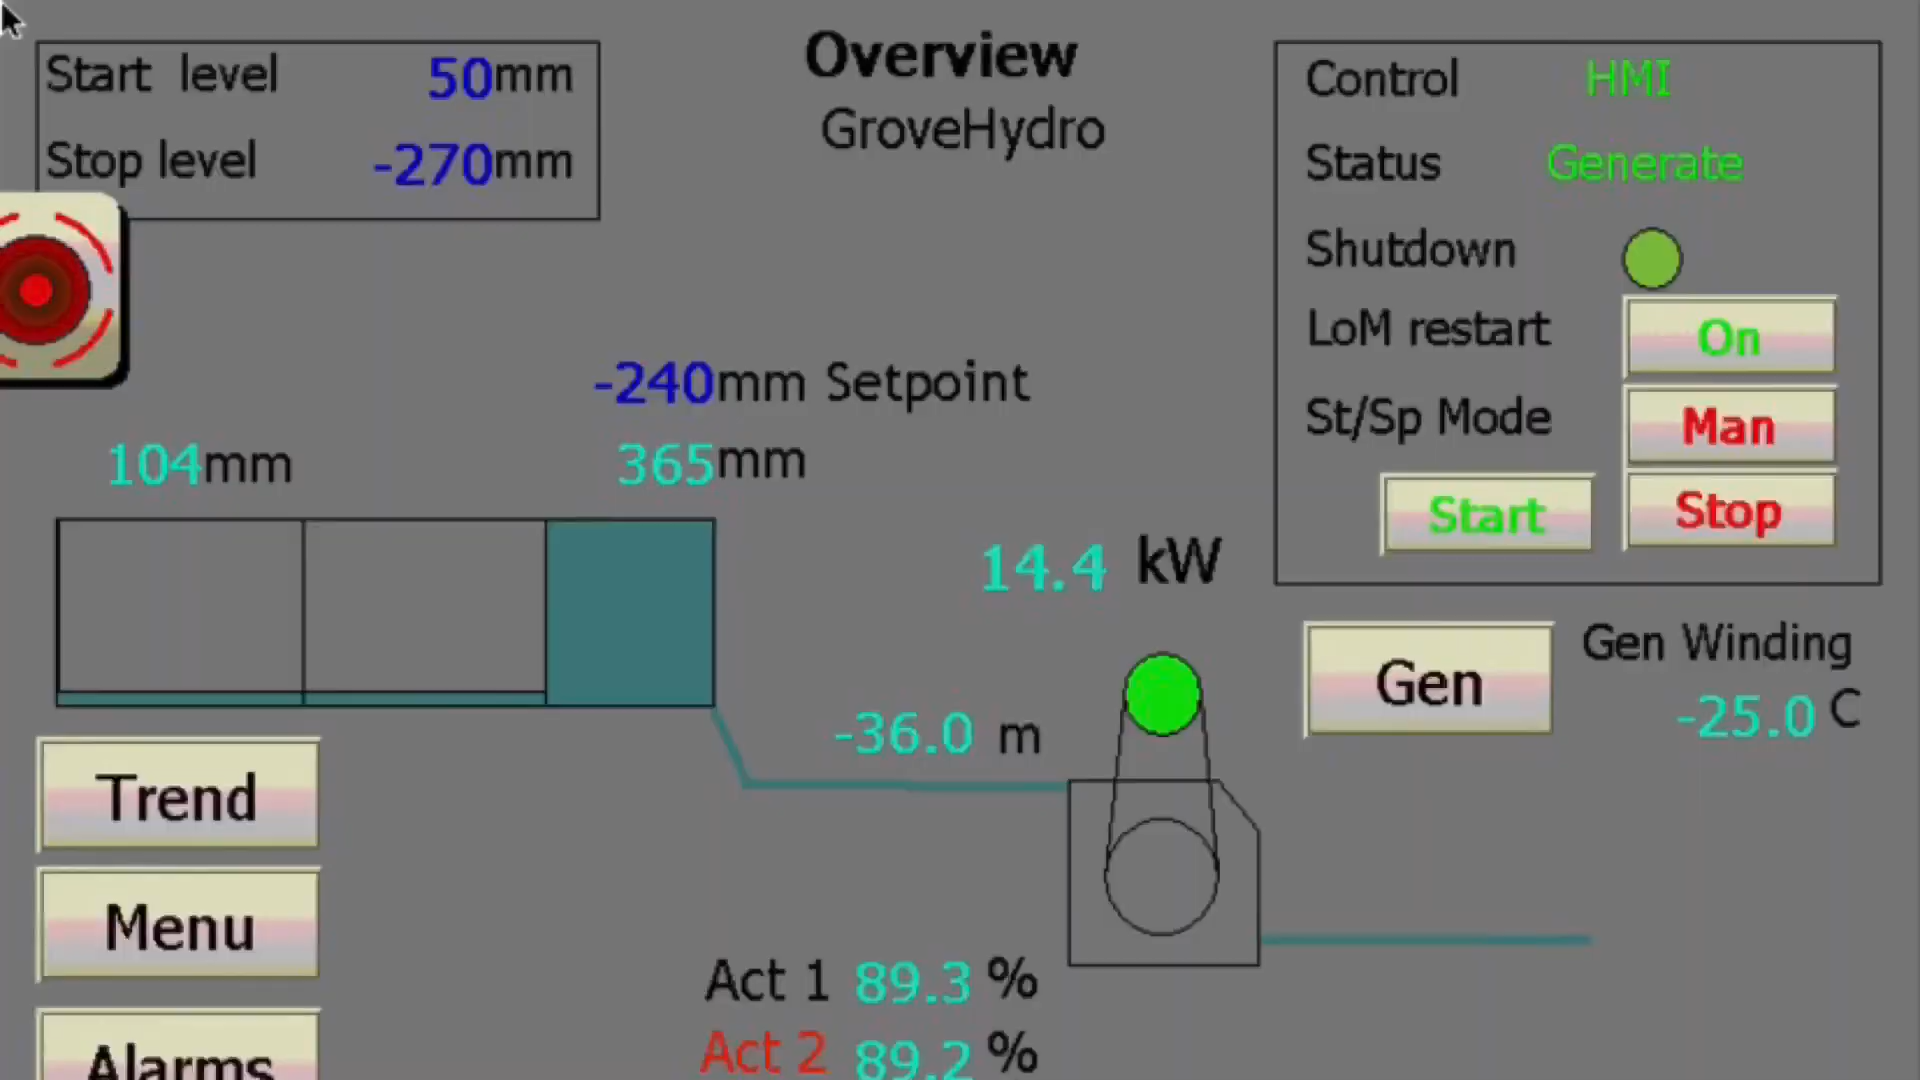 Overview
GroveHydro
Start level 50mm
Stop level -270mm
Control HMI
Status Generate
Shutdown
LoM restart On
St/Sp Mode Man
Start Stop
-240mm Setpoint
104mm 365mm
14.4 kW
Gen
Gen Winding
-25.0 C
-36.0 m
Trend
Menu
Alarms
Act 1 89.3 %
Act 2 89.2 %